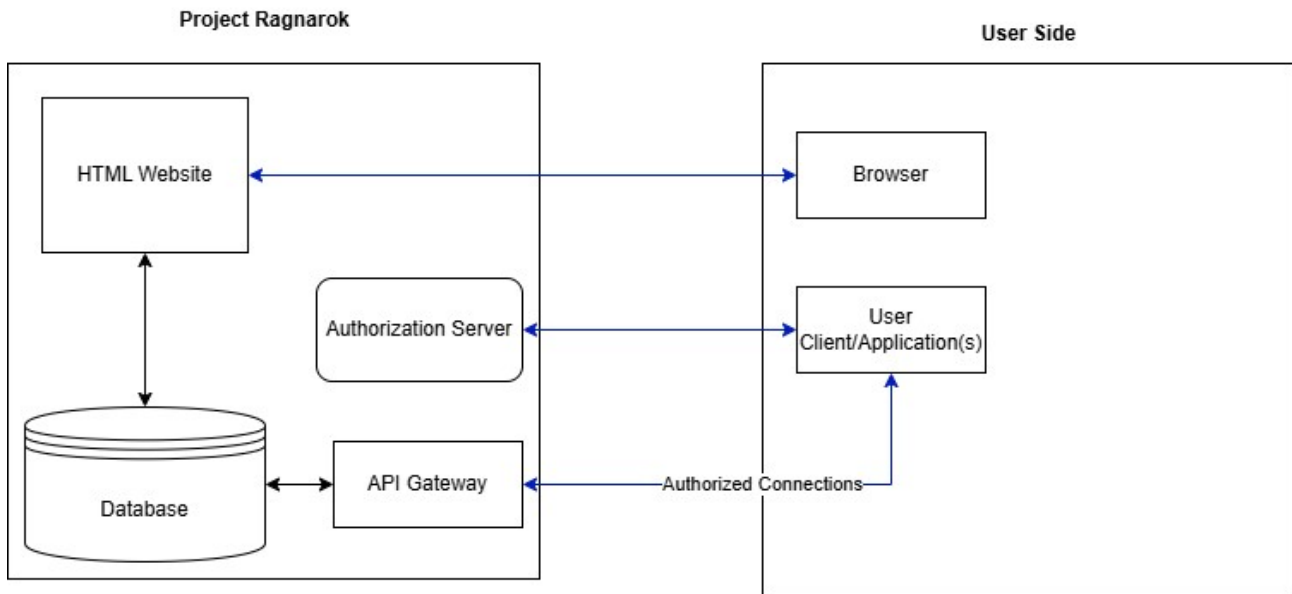 Project Ragnarok
User Side
HTML Website
Browser
Authorization Server
User
Client/Application(s)
Database
API Gateway
Authorized Connections